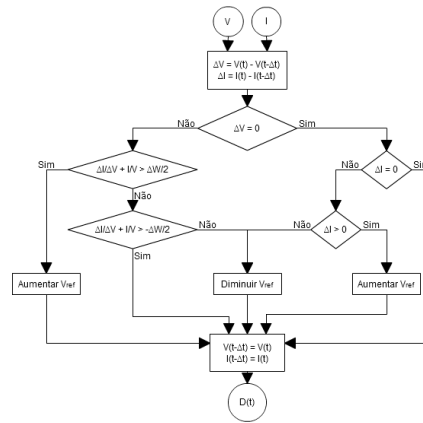 V
I
ΔV = V(t) - V(t-Δt)
ΔI = I(t) - I(t-Δt)
Não
Sim
ΔV = 0
Sim
ΔI/ΔV + I/V > ΔW/2
Não
ΔI = 0
Sim
Não
ΔI/ΔV + I/V > -ΔW/2
Não
Não
ΔI > 0
Sim
Sim
Aumentar Vref
Diminuir Vref
Aumentar Vref
V(t-Δt) = V(t)
I(t-Δt) = I(t)
D(t)